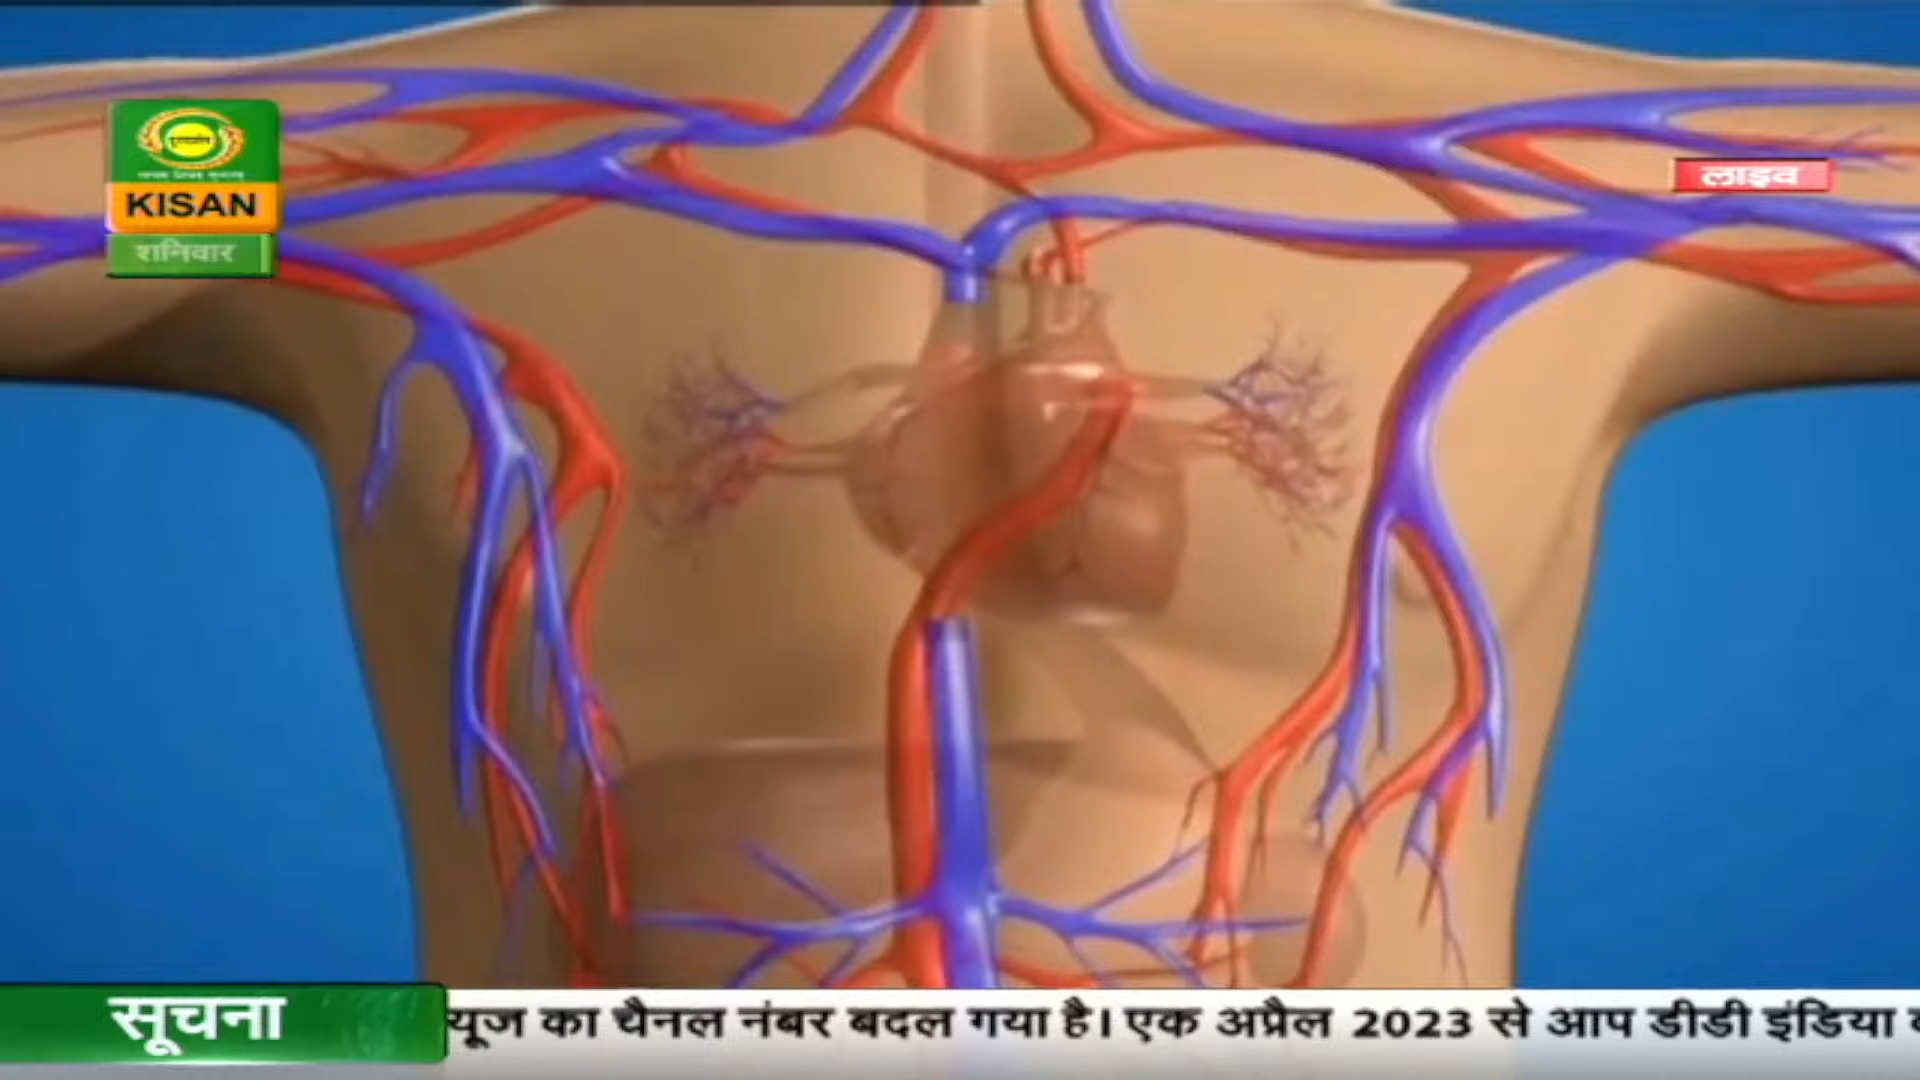 लाइव
KISAN
शनिवार
सूचना
यूज का चैनल नंबर बदल गया है। एक अप्रैल 2023 से आप डीडी इंडिया